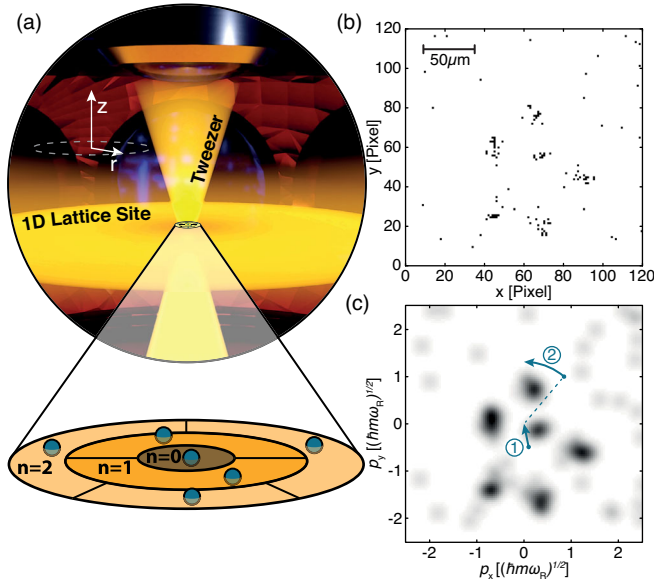 (a)
z
r
Tweezer
1D Lattice Site
n=0
n=1
n=2
(b)
50μm
120
100
80
60
40
20
0
y [Pixel]
0 20 40 60 80 100 120
x [Pixel]
(c)
2
1
0
-1
-2
p_y [(ħmω_R)^1/2]
②
①
-2 -1 0 1 2
p_x [(ħmω_R)^1/2]